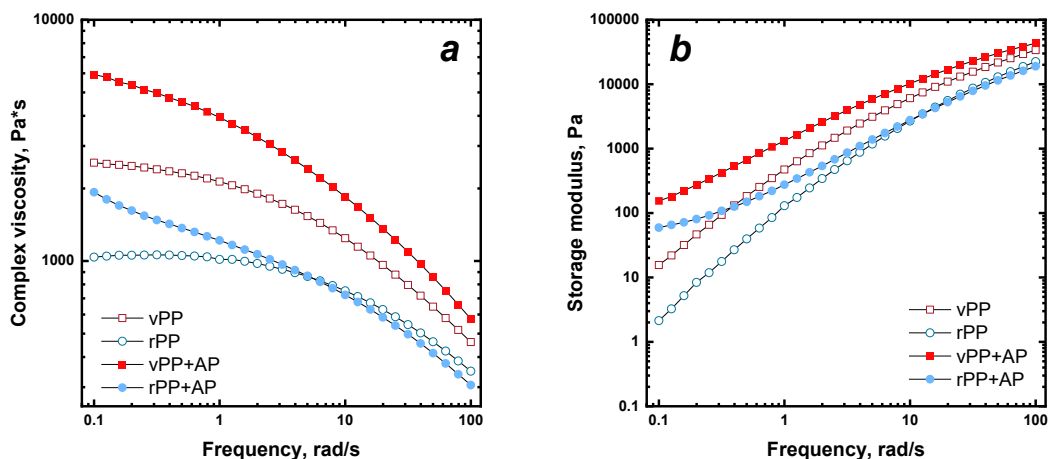 a
Complex viscosity, Pa*s
10000
1000
vPP
rPP
vPP+AP
rPP+AP
0.1
1
10
100
Frequency, rad/s
b
Storage modulus, Pa
100000
10000
1000
100
10
1
0.1
vPP
rPP
vPP+AP
rPP+AP
0.1
1
10
100
Frequency, rad/s